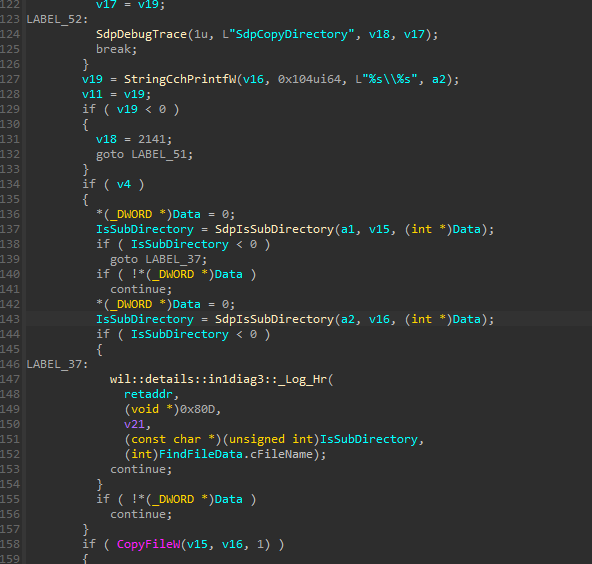 122 v17 = v19;
123 LABEL_52:
124 SdpDebugTrace(1u, L"SdpCopyDirectory", v18, v17);
125 break;
126 }
127 v19 = StringCchPrintfW(v16, 0x104ui64, L"%s\\%s", a2);
128 v11 = v19;
129 if ( v19 < 0 )
130 {
131 v18 = 2141;
132 goto LABEL_51;
133 }
134 if ( v4 )
135 {
136 *(_DWORD *)Data = 0;
137 IsSubDirectory = SdpIsSubDirectory(a1, v15, (int *)Data);
138 if ( IsSubDirectory < 0 )
139 goto LABEL_37;
140 if ( !*(_DWORD *)Data )
141 continue;
142 *(_DWORD *)Data = 0;
143 IsSubDirectory = SdpIsSubDirectory(a2, v16, (int *)Data);
144 if ( IsSubDirectory < 0 )
145 {
146 LABEL_37:
147 wil::details::in1diag3::_Log_Hr(
148 retaddr,
149 (void *)0x80D,
150 v21,
151 (const char *)(unsigned int)IsSubDirectory,
152 (int)FindFileData.cFileName);
153 continue;
154 }
155 if ( !*(_DWORD *)Data )
156 continue;
157 }
158 if ( CopyFileW(v15, v16, 1) )
159 {